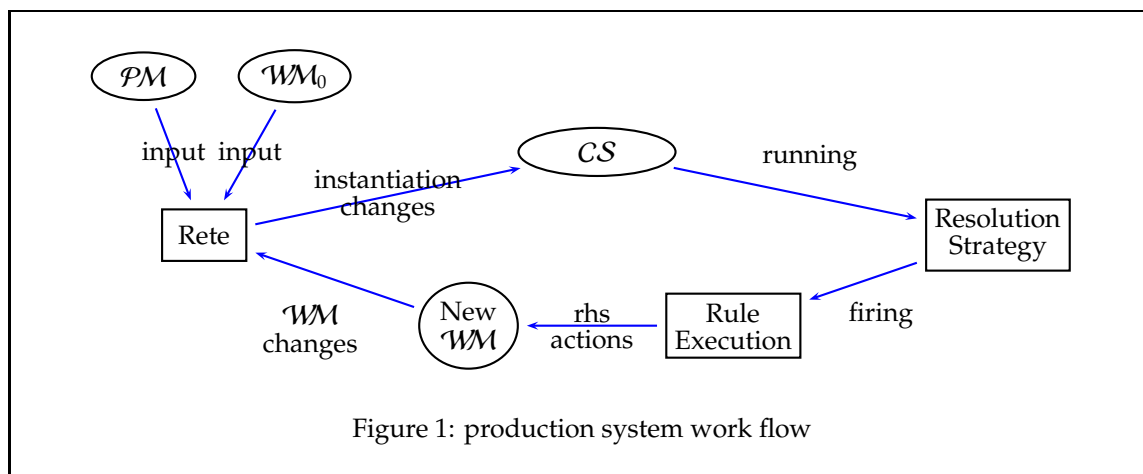 PM
WM₀
input
input
CS
running
instantiation
changes
Rete
Resolution
Strategy
New
WM
rhs
actions
Rule
Execution
firing
WM
changes
Figure 1: production system work flow